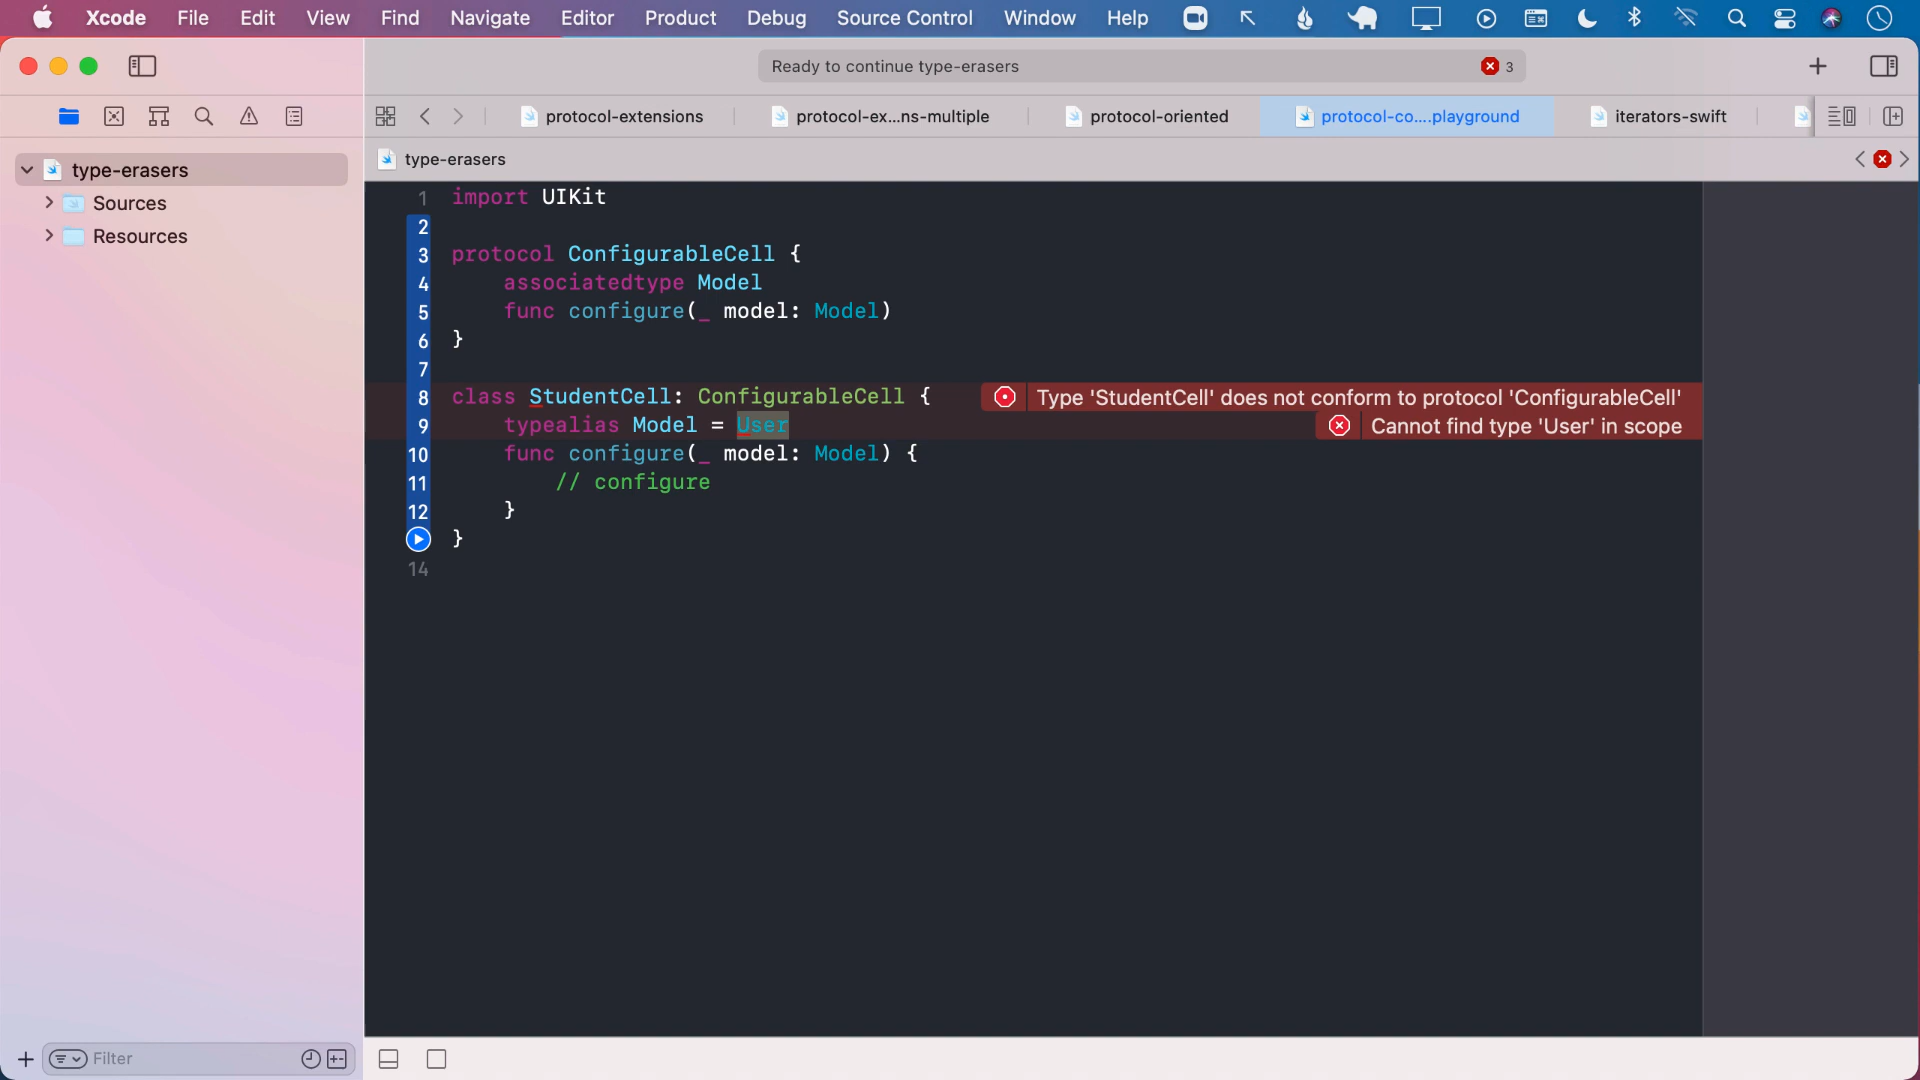 Xcode File Edit View Find Navigate Editor Product Debug Source Control Window Help
Ready to continue type-erasers 3
protocol-extensions protocol-ex...ns-multiple protocol-oriented protocol-co....playground iterators-swift
type-erasers
type-erasers
Sources
Resources
1 import UIKit
2
3 protocol ConfigurableCell {
4 associatedtype Model
5 func configure(_ model: Model)
6 }
7
8 class StudentCell: ConfigurableCell { Type 'StudentCell' does not conform to protocol 'ConfigurableCell'
9 typealias Model = User Cannot find type 'User' in scope
10 func configure(_ model: Model) {
11 // configure
12 }
}
14
Filter